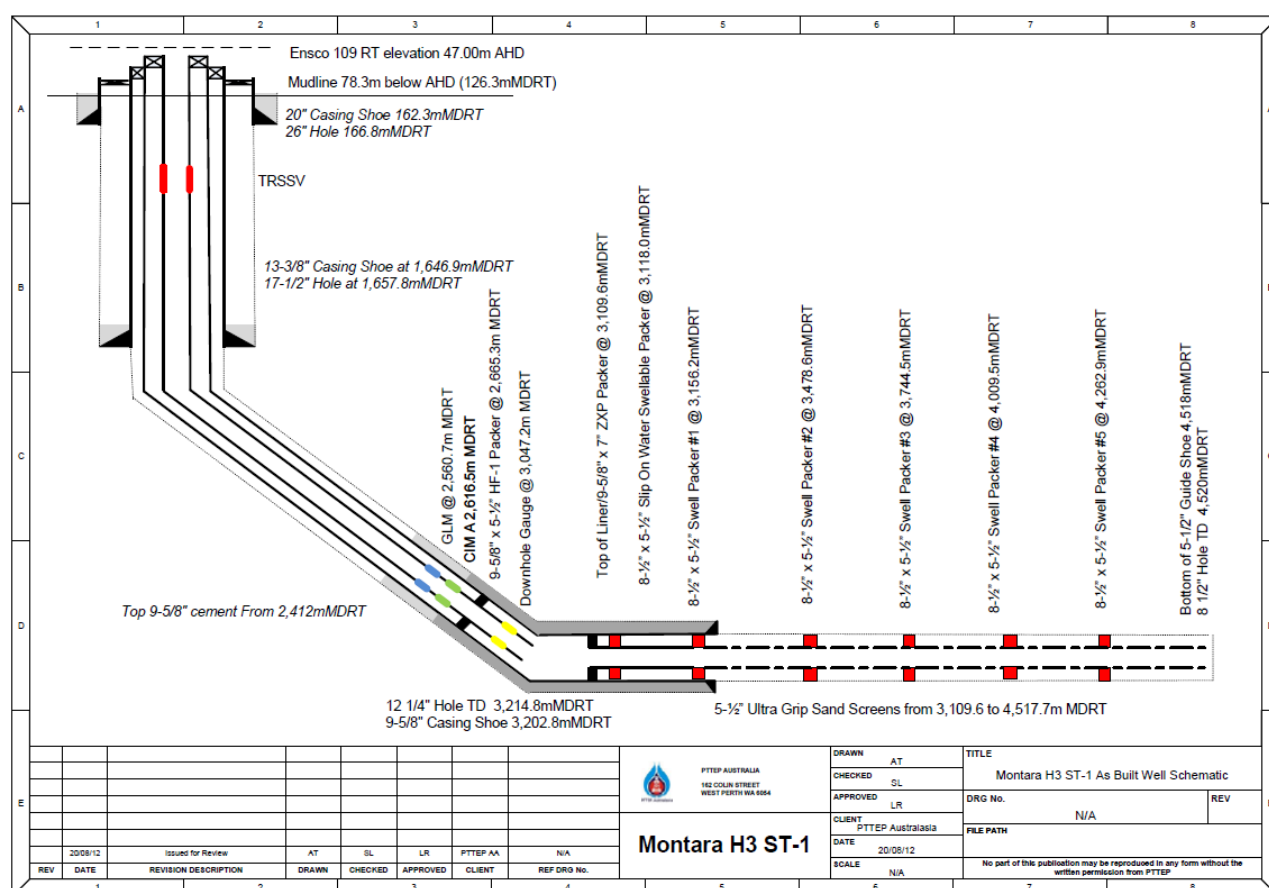 1 2 3 4 5 6 7 8
Ensco 109 RT elevation 47.00m AHD
Mudline 78.3m below AHD (126.3mMDRT)
A
20" Casing Shoe 162.3mMDRT
26" Hole 166.8mMDRT
TRSSV
B
13-3/8" Casing Shoe at 1,646.9mMDRT
17-1/2" Hole at 1,657.8mMDRT
C
GLM @ 2,560.7m MDRT
CIM A 2,616.5m MDRT
9-5/8" x 5-½" HF-1 Packer @ 2,665.3m MDRT
Downhole Gauge @ 3,047.2m MDRT
Top of Liner/9-5/8" x 7" ZXP Packer @ 3,109.6mMDRT
8-½" x 5-½" Slip On Water Swellable Packer @ 3,118.0mMDRT
8-½" x 5-½" Swell Packer #1 @ 3,156.2mMDRT
8-½" x 5-½" Swell Packer #2 @ 3,478.6mMDRT
8-½" x 5-½" Swell Packer #3 @ 3,744.5mMDRT
8-½" x 5-½" Swell Packer #4 @ 4,009.5mMDRT
8-½" x 5-½" Swell Packer #5 @ 4,262.9mMDRT
Bottom of 5-1/2" Guide Shoe 4,518mMDRT
8 1/2" Hole TD 4,520mMDRT
D
Top 9-5/8" cement From 2,412mMDRT
12 1/4" Hole TD 3,214.8mMDRT
9-5/8" Casing Shoe 3,202.8mMDRT
5-½" Ultra Grip Sand Screens from 3,109.6 to 4,517.7m MDRT
E
20/08/12 Issued for Review AT SL LR PTTEP AA N/A
REV DATE REVISION DESCRIPTION DRAWN CHECKED APPROVED CLIENT REF DRG No.
PTTEP AUSTRALIA
162 COLIN STREET
WEST PERTH WA 6084
PTTEP Australasia
Montara H3 ST-1
DRAWN AT
CHECKED SL
APPROVED LR
CLIENT PTTEP Australasia
DATE 20/08/12
SCALE N/A
TITLE
Montara H3 ST-1 As Built Well Schematic
DRG No. N/A
REV
FILE PATH
No part of this publication may be reproduced in any form without the
written permission from PTTEP
1 2 3 4 5 6 7 8